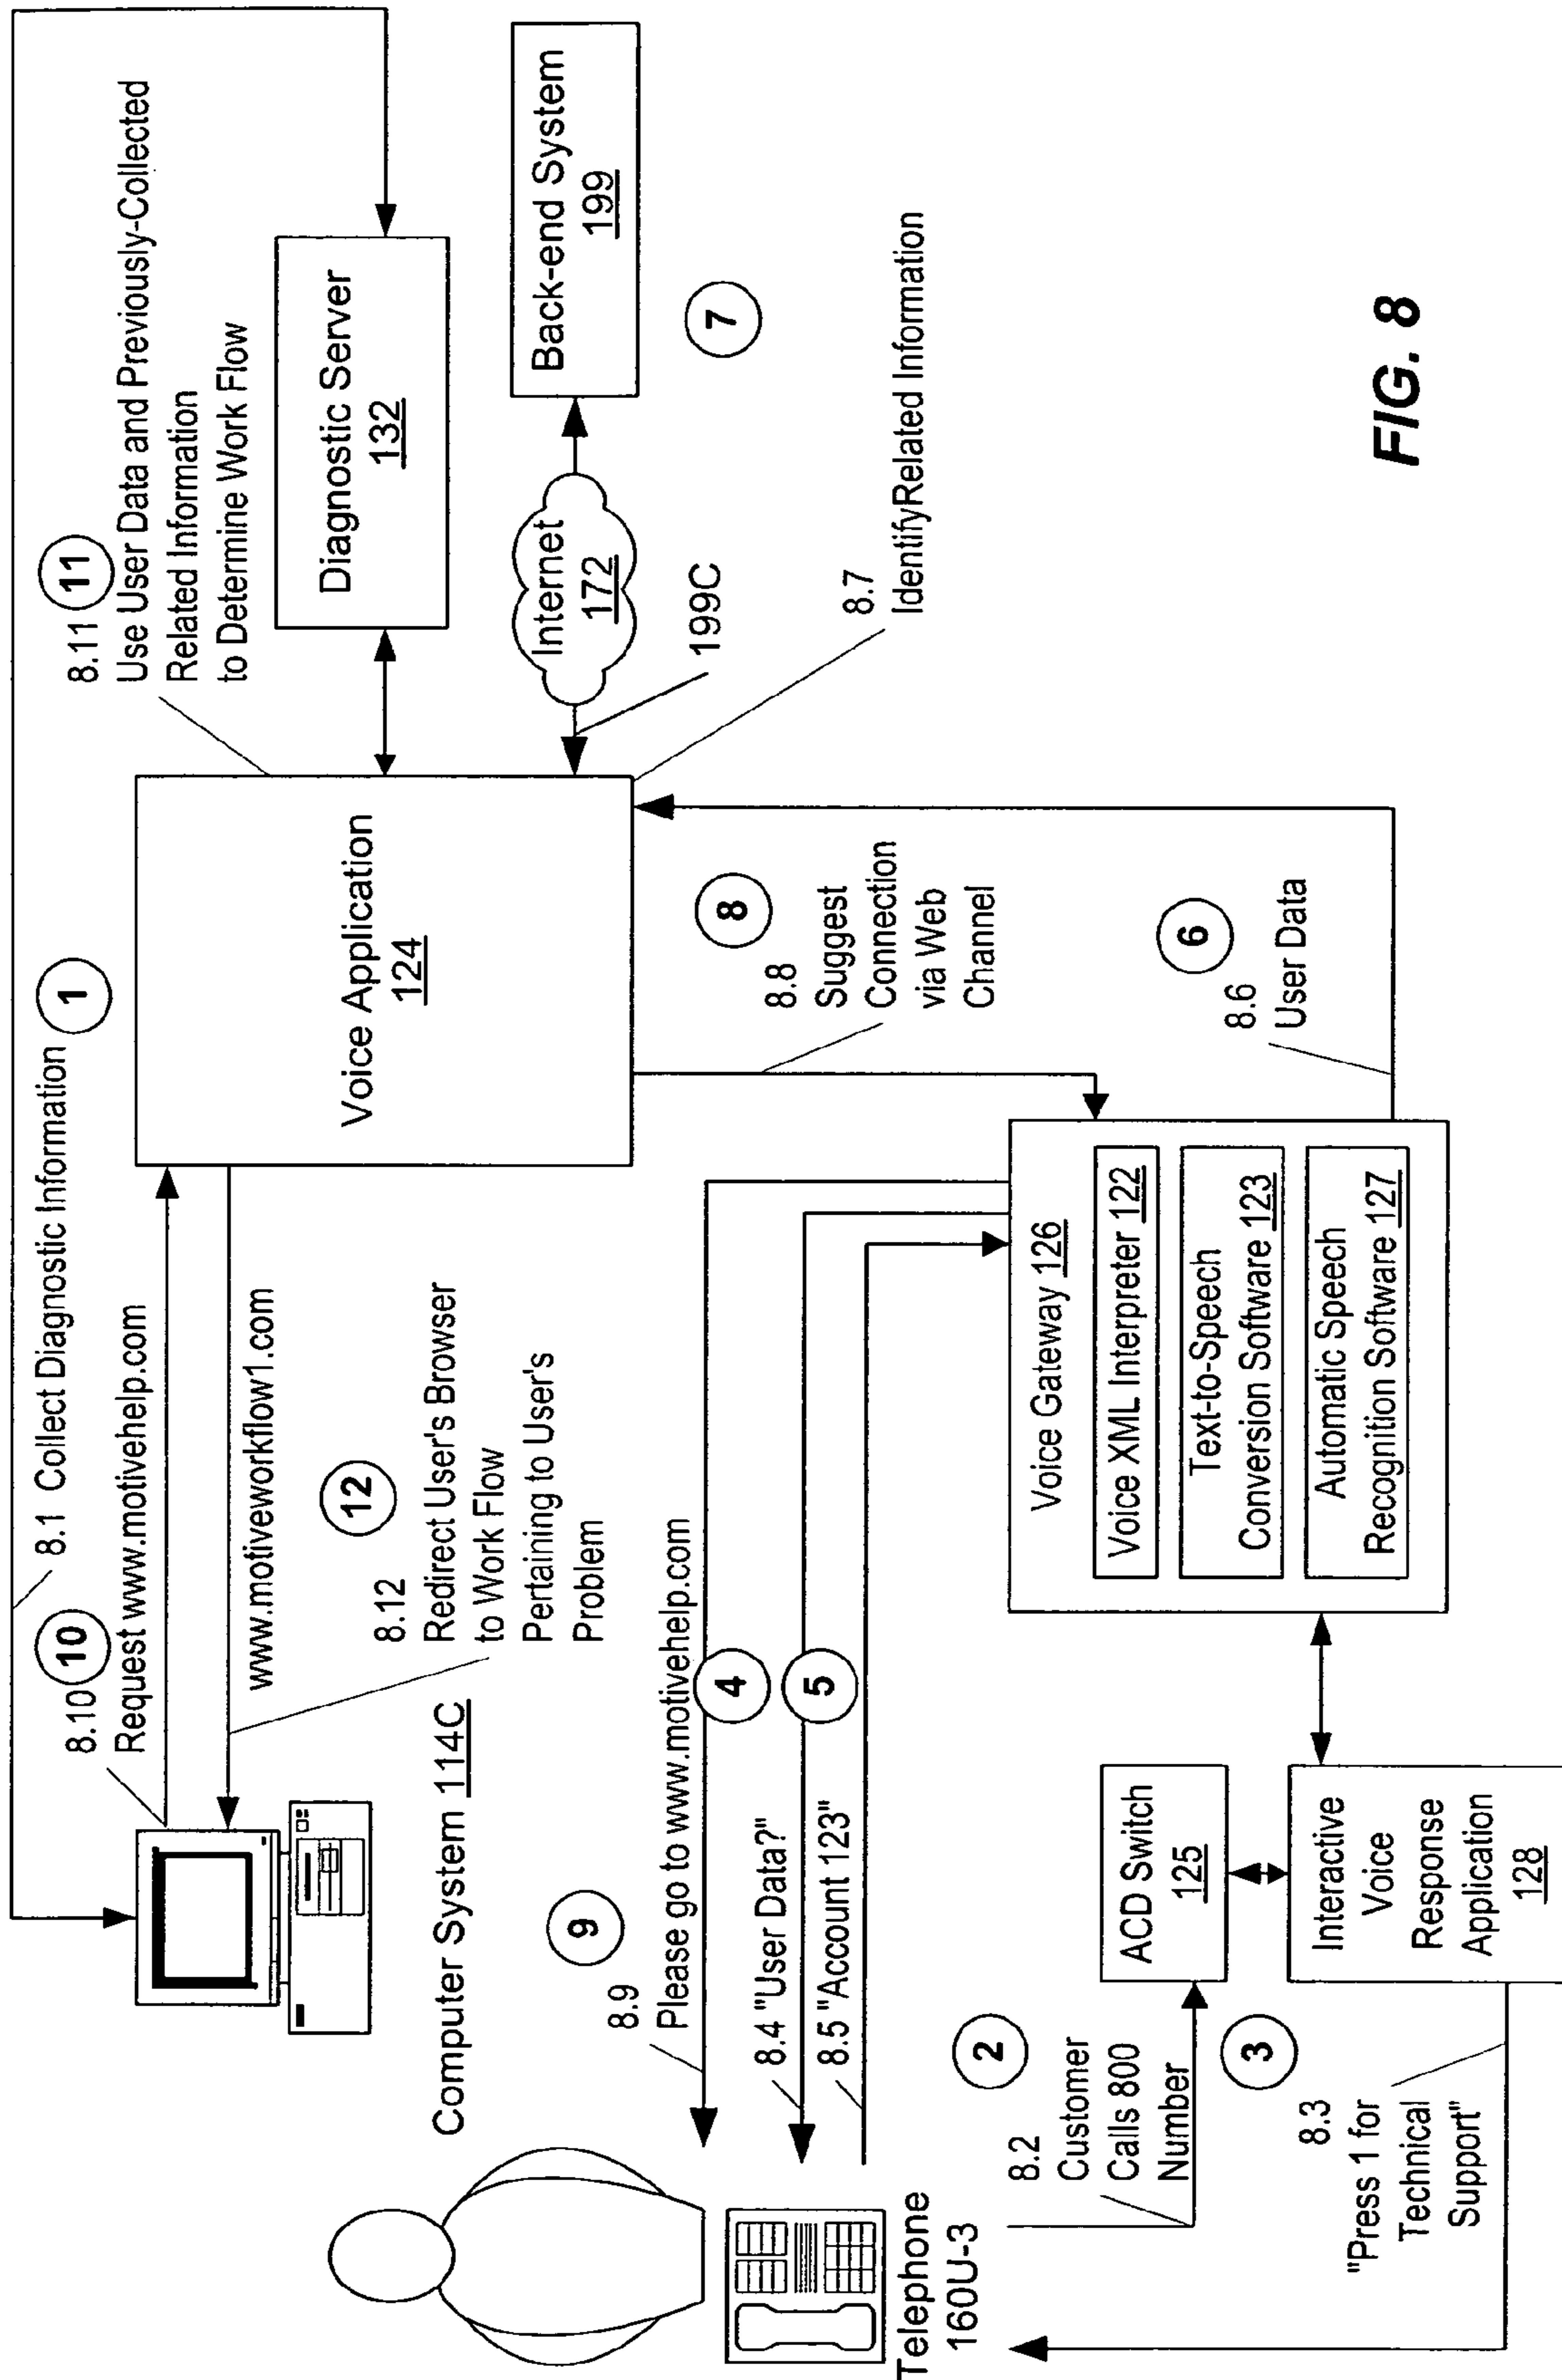 8.1 Collect Diagnostic Information
1
8.10
10
Request www.motivehelp.com
www.motiveworkflow1.com
12
8.12
Redirect User's Browser
to Work Flow
Pertaining to User's
Problem
Computer System 114C
Voice Application
124
8.11
11
Use User Data and Previously-Collected
Related Information
to Determine Work Flow
Diagnostic Server
132
Internet
172
Back-end System
199
199C
7
8.7
IdentifyRelated Information
8
8.8
Suggest
Connection
via Web
Channel
6
8.6
User Data
9
8.9
Please go to www.motivehelp.com
4
8.4 "User Data?"
5
8.5 "Account 123"
Telephone
160U-3
2
8.2
Customer
Calls 800
Number
3
8.3
"Press 1 for
Technical
Support"
ACD Switch
125
Interactive
Voice
Response
Application
128
Voice Gateway 126
Voice XML Interpreter 122
Text-to-Speech
Conversion Software 123
Automatic Speech
Recognition Software 127
FIG. 8